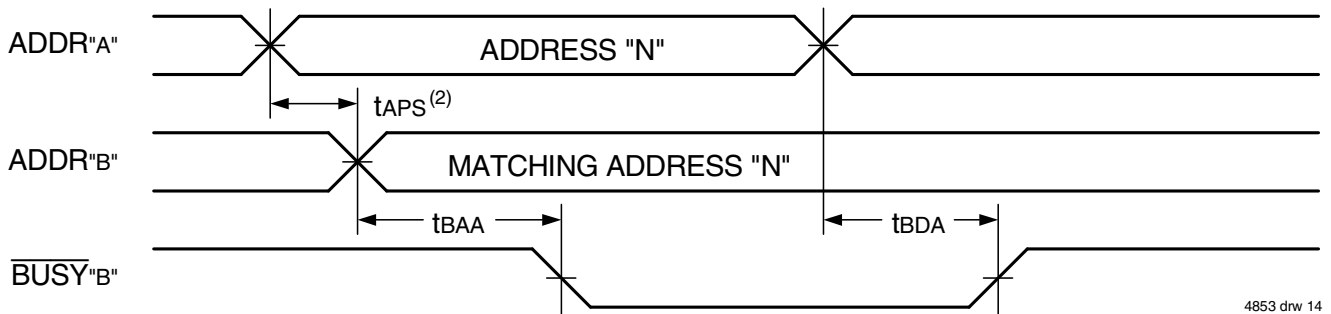 ADDR"A"
ADDRESS "N"
tAPS(2)
ADDR"B"
MATCHING ADDRESS "N"
tBAA
tBDA
BUSY"B"
4853 drw 14